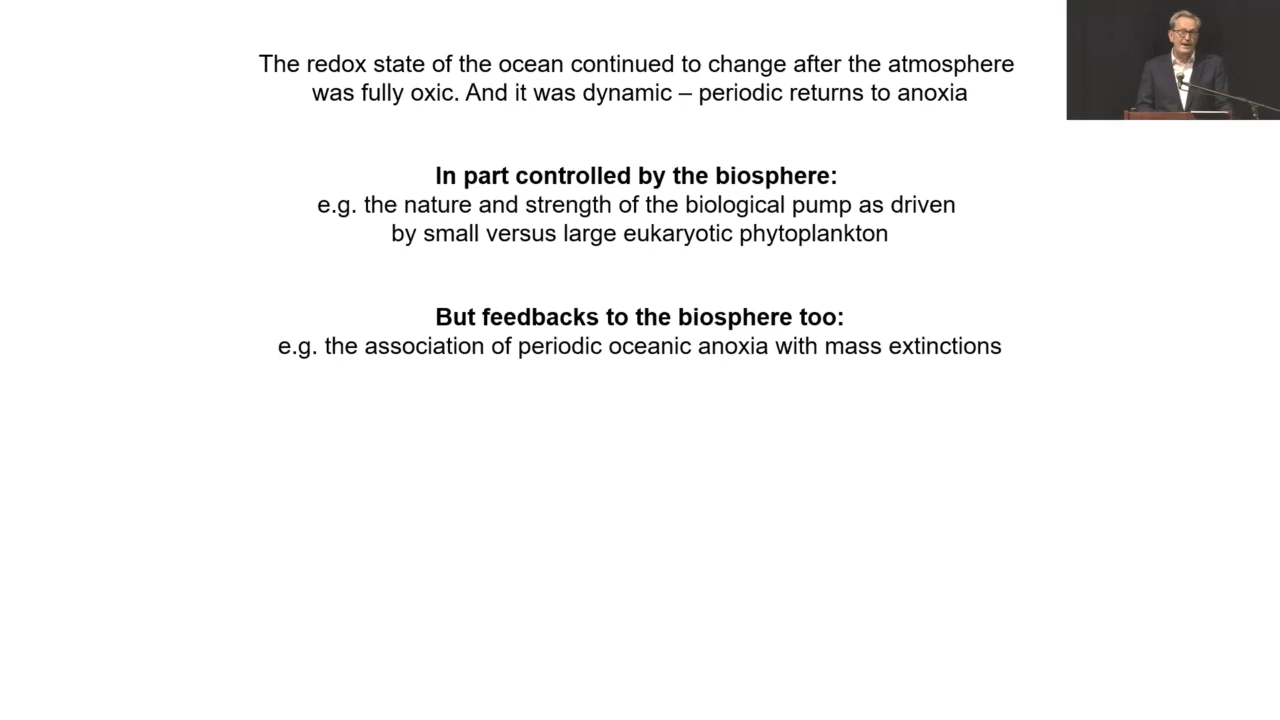 The redox state of the ocean continued to change after the atmosphere
was fully oxic. And it was dynamic – periodic returns to anoxia
In part controlled by the biosphere:
e.g. the nature and strength of the biological pump as driven
by small versus large eukaryotic phytoplankton
But feedbacks to the biosphere too:
e.g. the association of periodic oceanic anoxia with mass extinctions